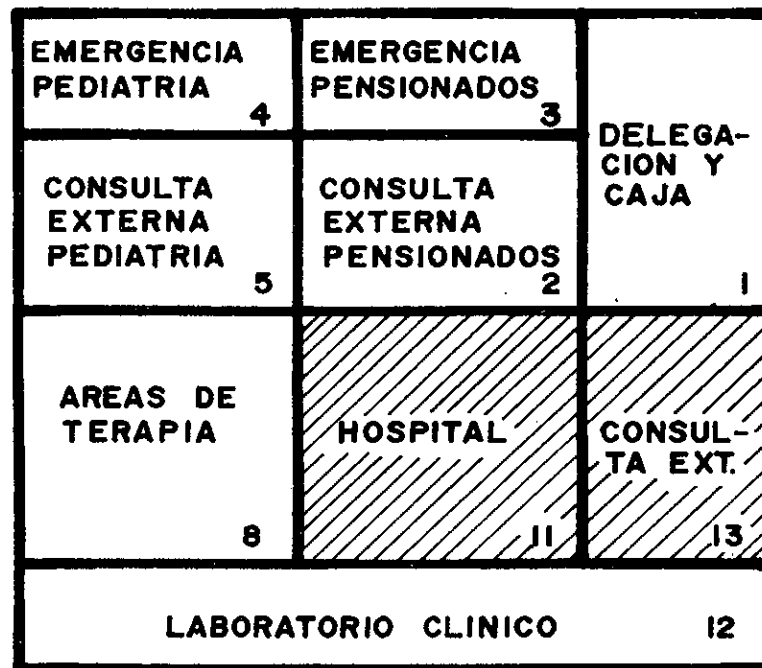 EMERGENCIA
PEDIATRIA
4
EMERGENCIA
PENSIONADOS
3
DELEGA-
CION Y
CAJA
1
CONSULTA
EXTERNA
PEDIATRIA
5
CONSULTA
EXTERNA
PENSIONADOS
2
AREAS DE
TERAPIA
8
HOSPITAL
11
CONSUL-
TA EXT.
13
LABORATORIO CLINICO 12